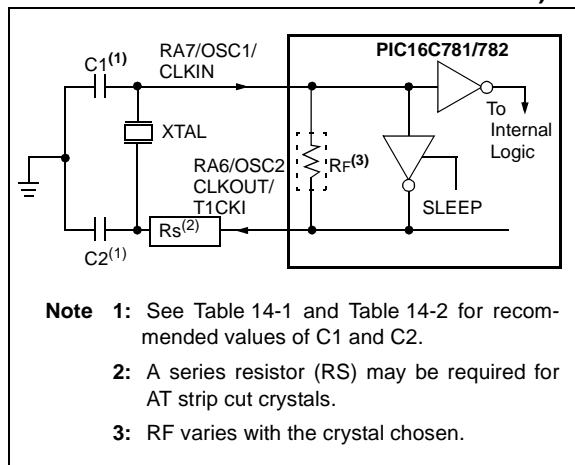 C1(1)
RA7/OSC1/
CLKIN
PIC16C781/782
XTAL
To
Internal
Logic
RA6/OSC2
CLKOUT/
T1CKI
RF(3)
SLEEP
C2(1)
Rs(2)
Note 1: See Table 14-1 and Table 14-2 for recom-
mended values of C1 and C2.
2: A series resistor (RS) may be required for
AT strip cut crystals.
3: RF varies with the crystal chosen.